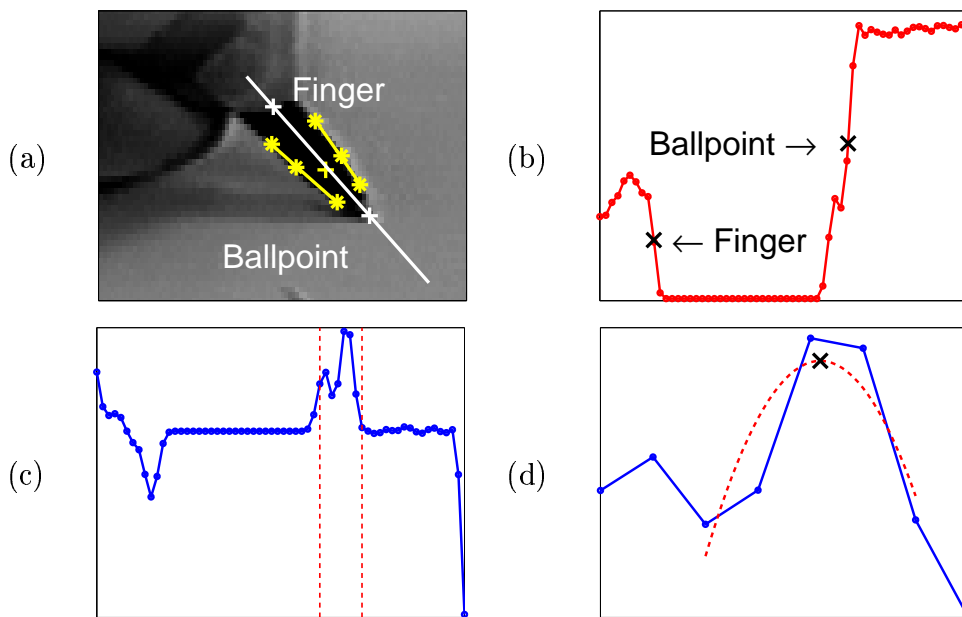 (a)
Finger
Ballpoint
(b)
Ballpoint →
← Finger
(c)
(d)